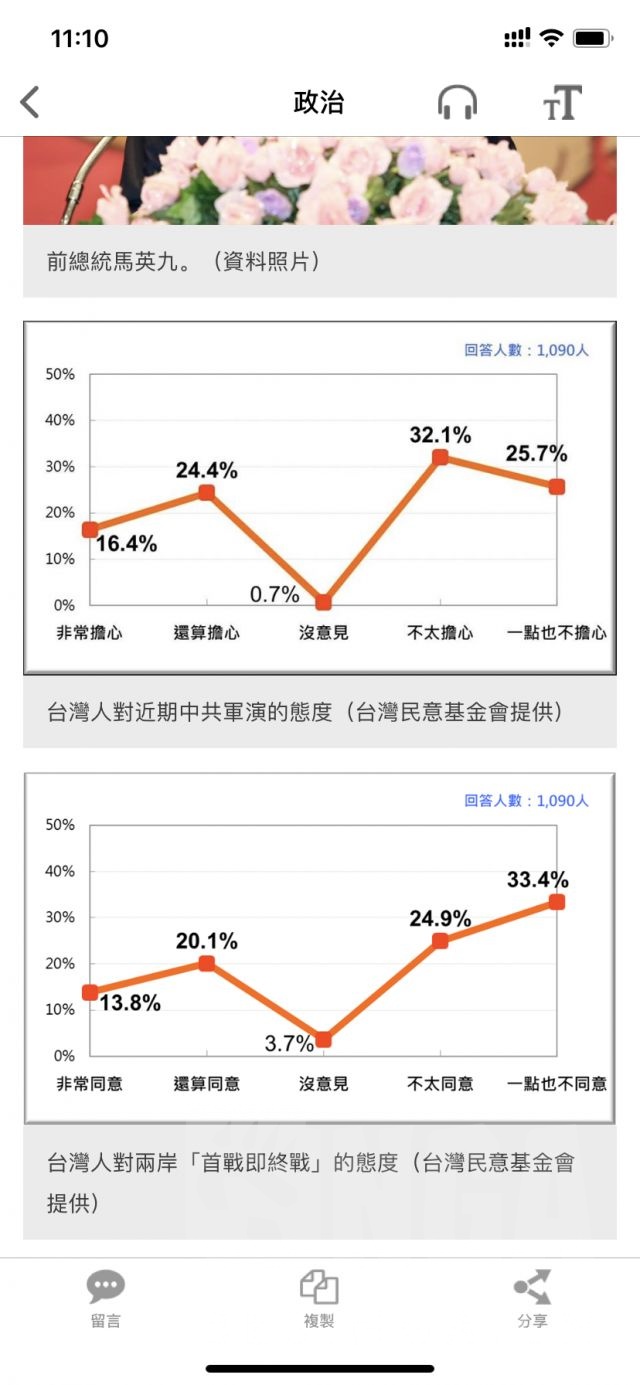 11:10
政治
前總統馬英九。（資料照片）
回答人數：1,090人
50%
40%
30%
20%
10%
0%
16.4%
24.4%
0.7%
32.1%
25.7%
非常擔心 還算擔心 沒意見 不太擔心 一點也不擔心
台灣人對近期中共軍演的態度（台灣民意基金會提供）
回答人數：1,090人
50%
40%
30%
20%
10%
0%
13.8%
20.1%
3.7%
24.9%
33.4%
非常同意 還算同意 沒意見 不太同意 一點也不同意
台灣人對兩岸「首戰即終戰」的態度（台灣民意基金會
提供）
留言 複製 分享